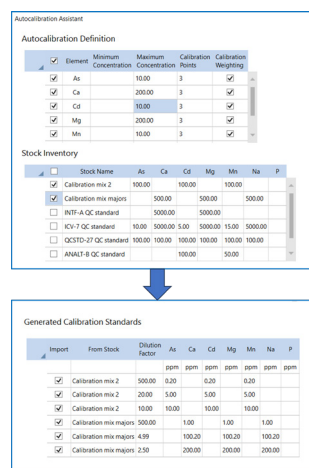 Autocalibration Assistant
Autocalibration Definition
Element Minimum Concentration Maximum Concentration Calibration Points Calibration Weighting
As 10.00 3
Ca 200.00 3
Cd 10.00 3
Mg 200.00 3
Mn 10.00 3
Stock Inventory
Stock Name As Ca Cd Mg Mn Na P
Calibration mix 2 100.00 100.00 100.00
Calibration mix majors 500.00 500.00 500.00
INTF-A QC standard 5000.00 5000.00
ICV-7 QC standard 10.00 5000.00 5.00 5000.00 15.00 5000.00
QCSTD-27 QC standard 100.00 100.00 100.00 100.00 100.00 100.00
ANALT-B QC standard 100.00 50.00
Generated Calibration Standards
Import From Stock Dilution Factor As Ca Cd Mg Mn Na P
ppm ppm ppm ppm ppm ppm ppm
Calibration mix 2 500.00 0.20 0.20 0.20
Calibration mix 2 20.00 5.00 5.00 5.00
Calibration mix 2 10.00 10.00 10.00 10.00
Calibration mix majors 500.00 1.00 1.00 1.00
Calibration mix majors 4.99 100.20 100.20 100.20
Calibration mix majors 2.50 200.00 200.00 200.00